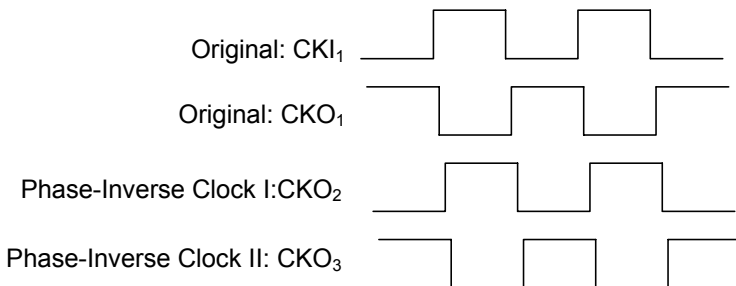 Original: CKI₁
Original: CKO₁
Phase-Inverse Clock I:CKO₂
Phase-Inverse Clock II: CKO₃